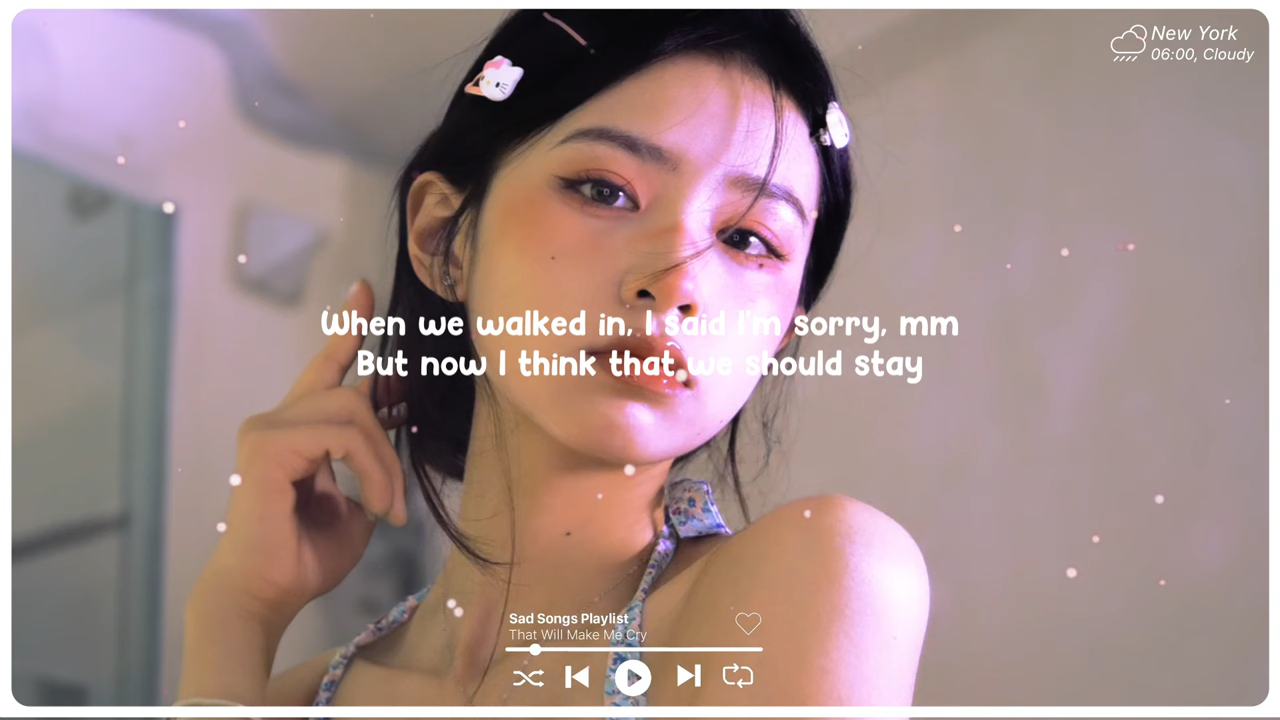 New York
06:00, Cloudy
When we walked in, I said I'm sorry, mm
But now I think that we should stay
Sad Songs Playlist
That Will Make Me Cry